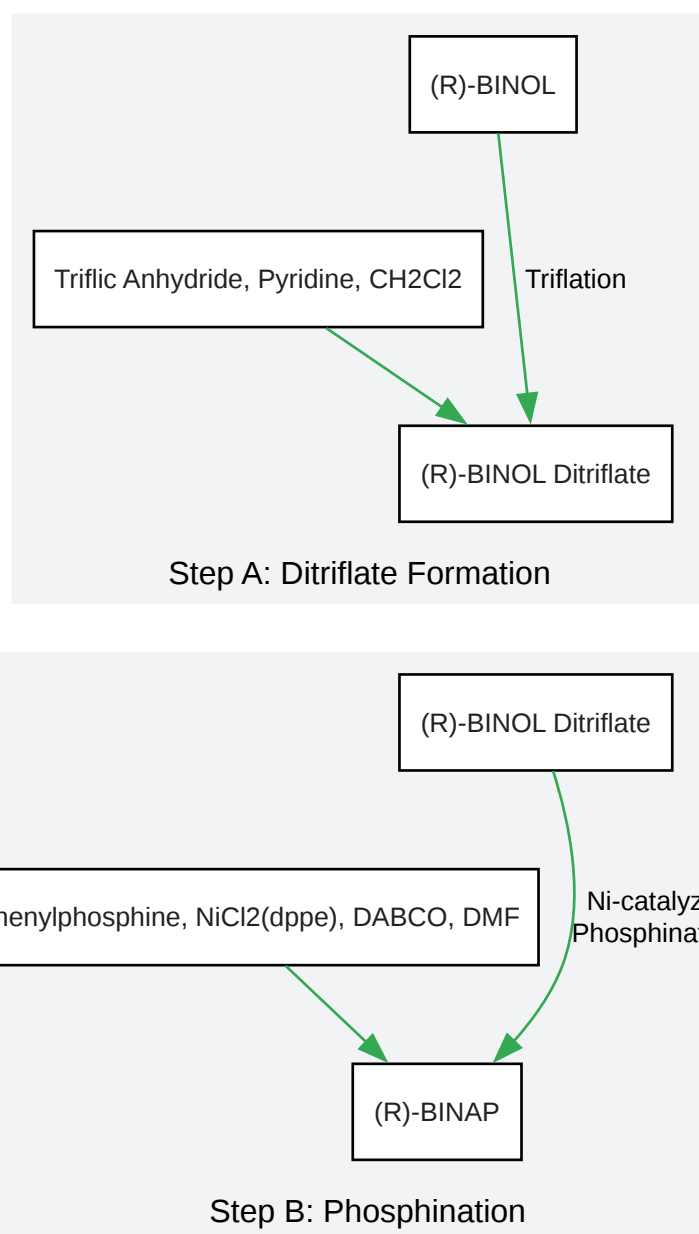 (R)-BINOL
Triflic Anhydride, Pyridine, CH2Cl2
Triflation
(R)-BINOL Ditriflate
Step A: Ditriflate Formation
(R)-BINOL Ditriflate
henylphosphine, NiCl2(dppe), DABCO, DMF
Ni-catalyz
Phosphina
(R)-BINAP
Step B: Phosphination